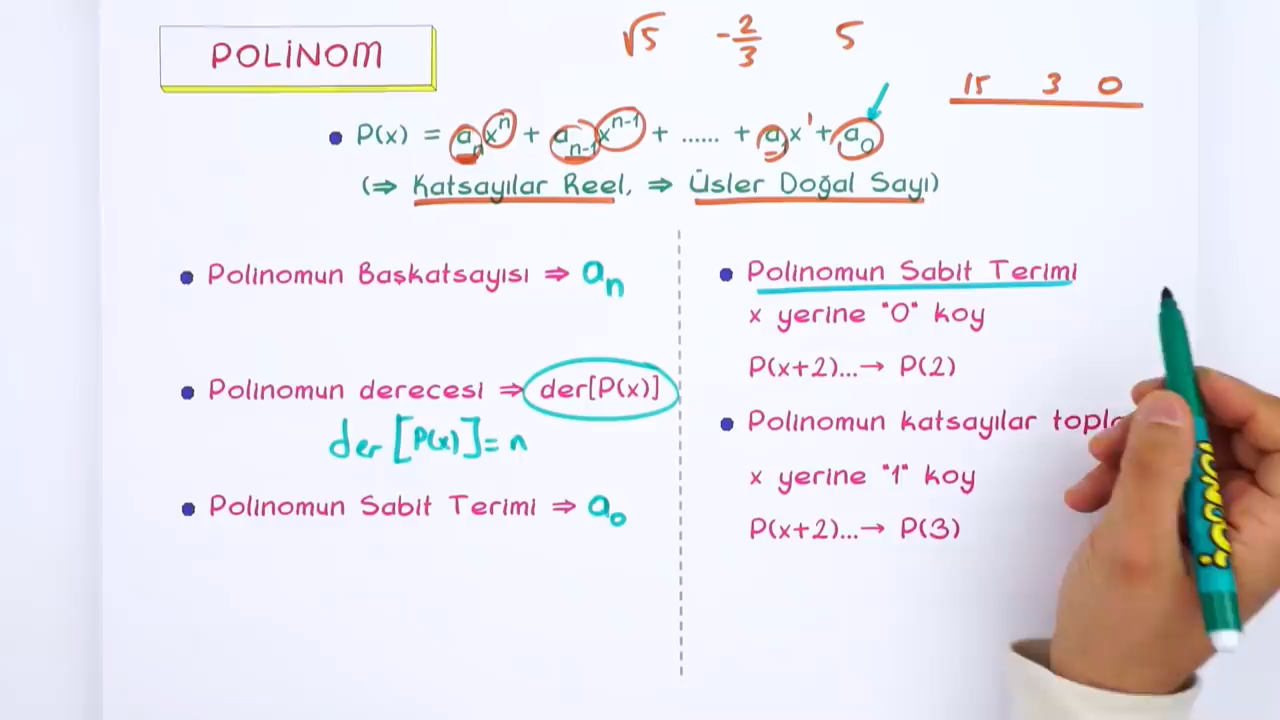 √5 -2/3 5
15 3 0
POLİNOM
• P(x) = aₙxⁿ + aₙ₋₁xⁿ⁻¹ + ...... + a₁x¹ + a₀
(⇒ Katsayılar Reel, ⇒ Üsler Doğal Sayı)
• Polinomun Başkatsayısı ⇒ aₙ
• Polinomun derecesi ⇒ der[P(x)]
der [P(x)] = n
• Polinomun Sabit Terimi ⇒ a₀
• Polinomun Sabit Terimi
x yerine "0" koy
P(x+2)...→ P(2)
• Polinomun katsayılar
x yerine "1" koy
P(x+2)...→ P(3)